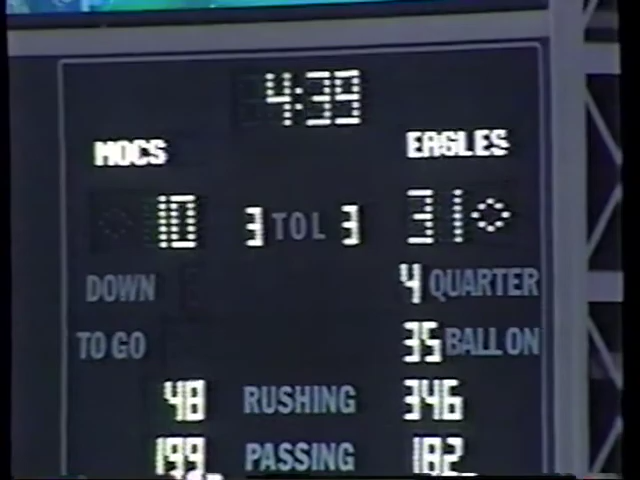 4:39
MOCS EAGLES
10 3 TOL 3 31
DOWN 4 QUARTER
TO GO 35 BALL ON
48 RUSHING 346
199 PASSING 182